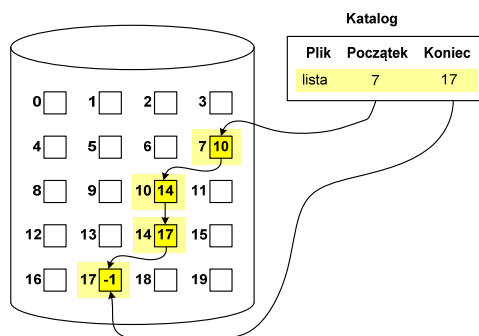 Katalog
Plik Początek Koniec
lista 7 17
0 1 2 3
4 5 6 7 10
8 9 10 14 11
12 13 14 17 15
16 17 -1 18 19